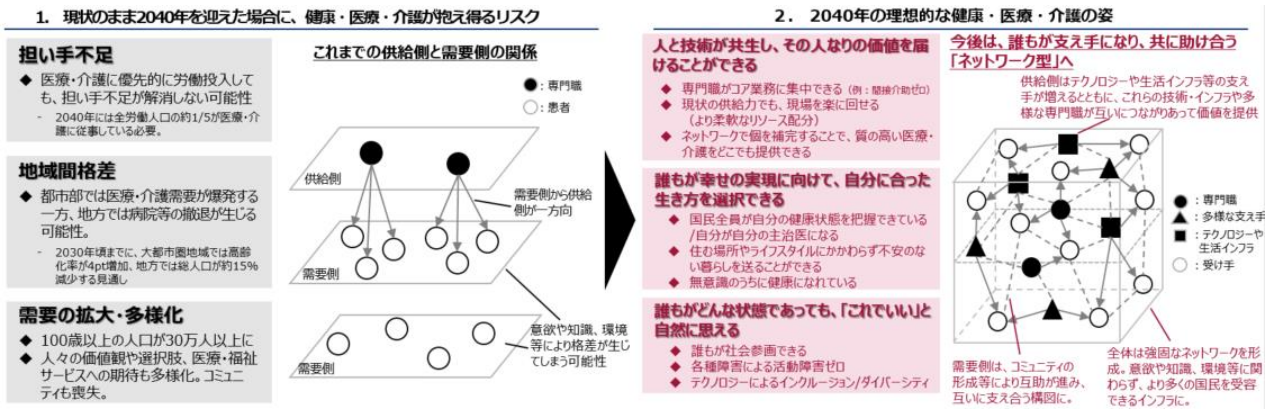 1. 現状のまま2040年を迎えた場合に、健康・医療・介護が抱え得るリスク
担い手不足
◆ 医療・介護に優先的に労働投入して
も、担い手不足が解消しない可能性
- 2040年には全労働人口の約1/5が医療・介
護に従事している必要。
地域間格差
◆ 都市部では医療・介護需要が爆発する
一方、地方では病院等の撤退が生じる
可能性。
- 2030年頃までに、大都市圏地域では高齢
化率が4pt増加、地方では総人口が約15%
減少する見通し
需要の拡大・多様化
◆ 100歳以上の人口が30万人以上に
◆ 人々の価値観や選択肢、医療・福祉
サービスへの期待も多様化。コミュニ
ティも喪失。
これまでの供給側と需要側の関係
●：専門職
○：患者
供給側
需要側から供給
側が一方向
需要側
意欲や知識、環境
等により格差が生じ
てしまう可能性
需要側
2. 2040年の理想的な健康・医療・介護の姿
人と技術が共生し、その人なりの価値を届
けることができる
◆ 専門職がコア業務に集中できる（例：間接介助ゼロ）
◆ 現状の供給力でも、現場を楽に回せる
（より柔軟なリソース配分）
◆ ネットワークで個を補完することで、質の高い医療・
介護をどこでも提供できる
誰もが幸せの実現に向けて、自分に合った
生き方を選択できる
◆ 国民全員が自分の健康状態を把握できている
/自分が自分の主治医になる
◆ 住む場所やライフスタイルにかかわらず不安のな
い暮らしを送ることができる
◆ 無意識のうちに健康になれている
誰もがどんな状態であっても、「これでいい」と
自然に思える
◆ 誰もが社会参画できる
◆ 各種障害による活動障害ゼロ
◆ テクノロジーによるインクルージョン/ダイバーシティ
今後は、誰もが支え手になり、共に助け合う
「ネットワーク型」へ
供給側はテクノロジーや生活インフラ等の支え
手が増えるとともに、これらの技術・インフラや多
様な専門職が互いにつながりあって価値を提供
●：専門職
▲：多様な支え手
■：テクノロジーや
生活インフラ
○：受け手
需要側は、コミュニティの
形成等により互助が進み、
互いに支え合う構図に。
全体は強固なネットワークを形
成。意欲や知識、環境等に関
わらず、より多くの国民を受容
できるインフラに。